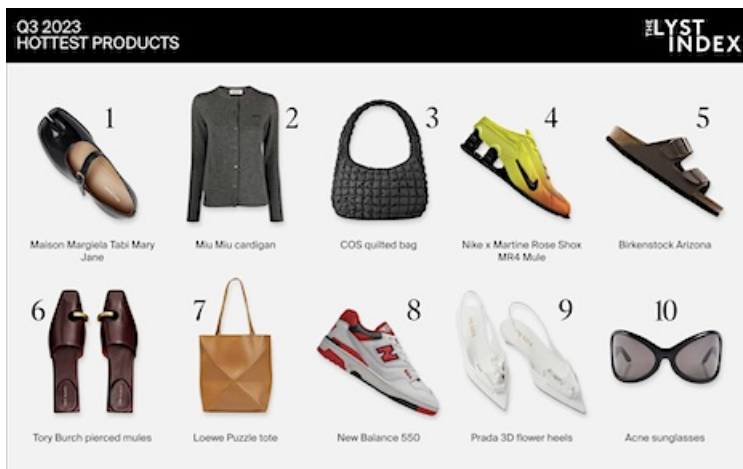 Q3 2023
HOTTEST PRODUCTS
THE LYST
INDEX
1
2
3
4
5
Maison Margiela Tabi Mary
Jane
Miu Miu cardigan
COS quilted bag
Nike x Martine Rose Shox
MR4 Mule
Birkenstock Arizona
6
7
8
9
10
Tory Burch pierced mules
Loewe Puzzle tote
New Balance 550
Prada 3D flower heels
Acne sunglasses